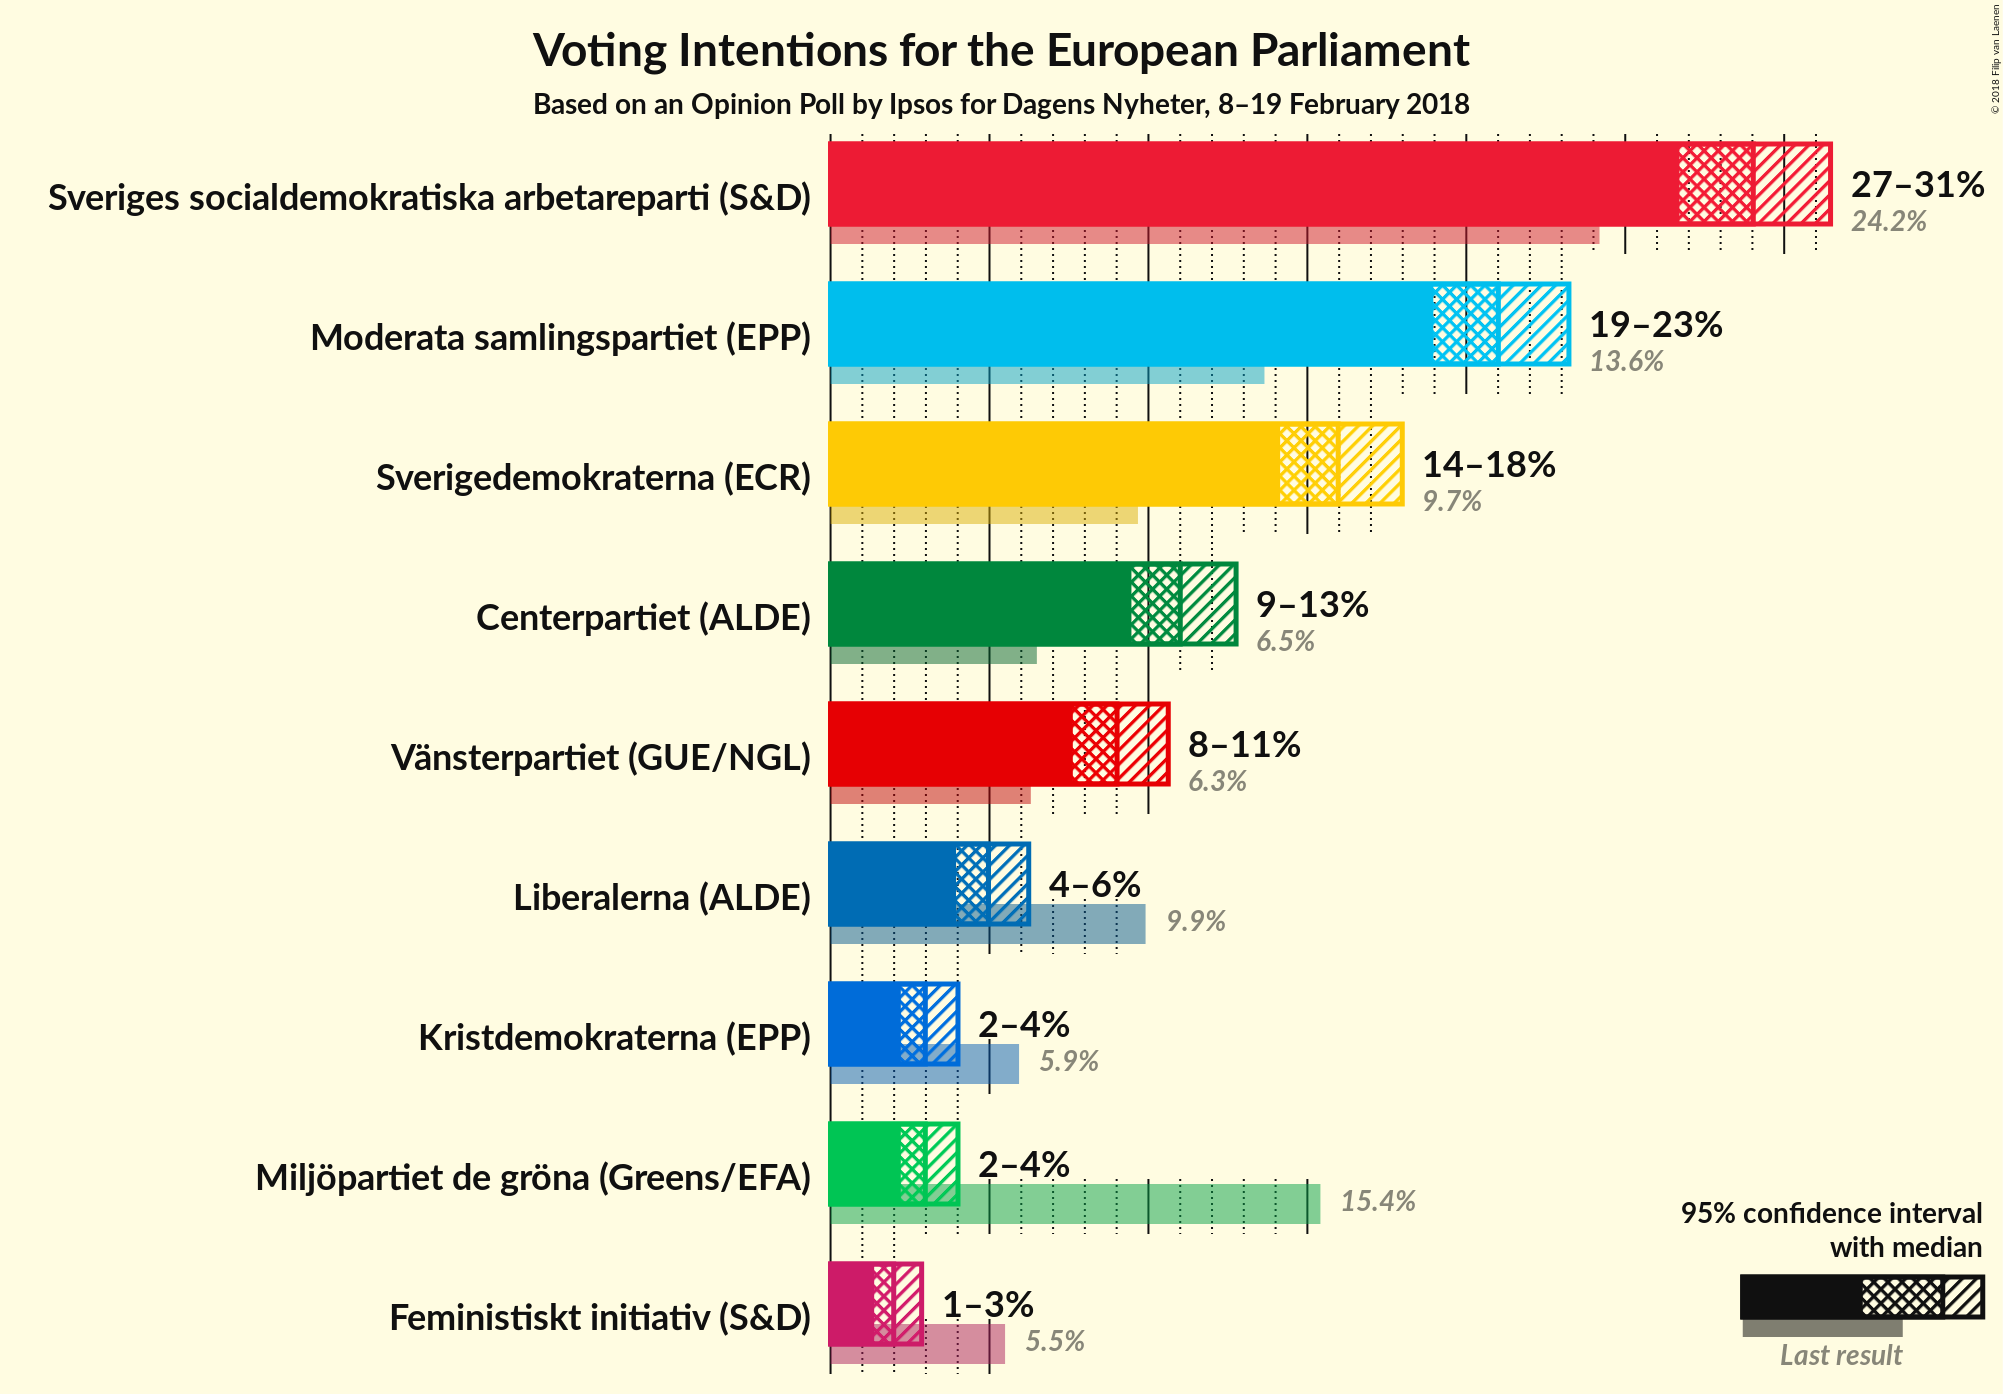 Voting Intentions for the European Parliament
Based on an Opinion Poll by Ipsos for Dagens Nyheter, 8–19 February 2018
© 2018 Filip van Laenen
Sveriges socialdemokratiska arbetareparti (S&D)
27–31%
24.2%
Moderata samlingspartiet (EPP)
19–23%
13.6%
Sverigedemokraterna (ECR)
14–18%
9.7%
Centerpartiet (ALDE)
9–13%
6.5%
Vänsterpartiet (GUE/NGL)
8–11%
6.3%
Liberalerna (ALDE)
4–6%
9.9%
Kristdemokraterna (EPP)
2–4%
5.9%
Miljöpartiet de gröna (Greens/EFA)
2–4%
15.4%
Feministiskt initiativ (S&D)
1–3%
5.5%
95% confidence interval
with median
Last result